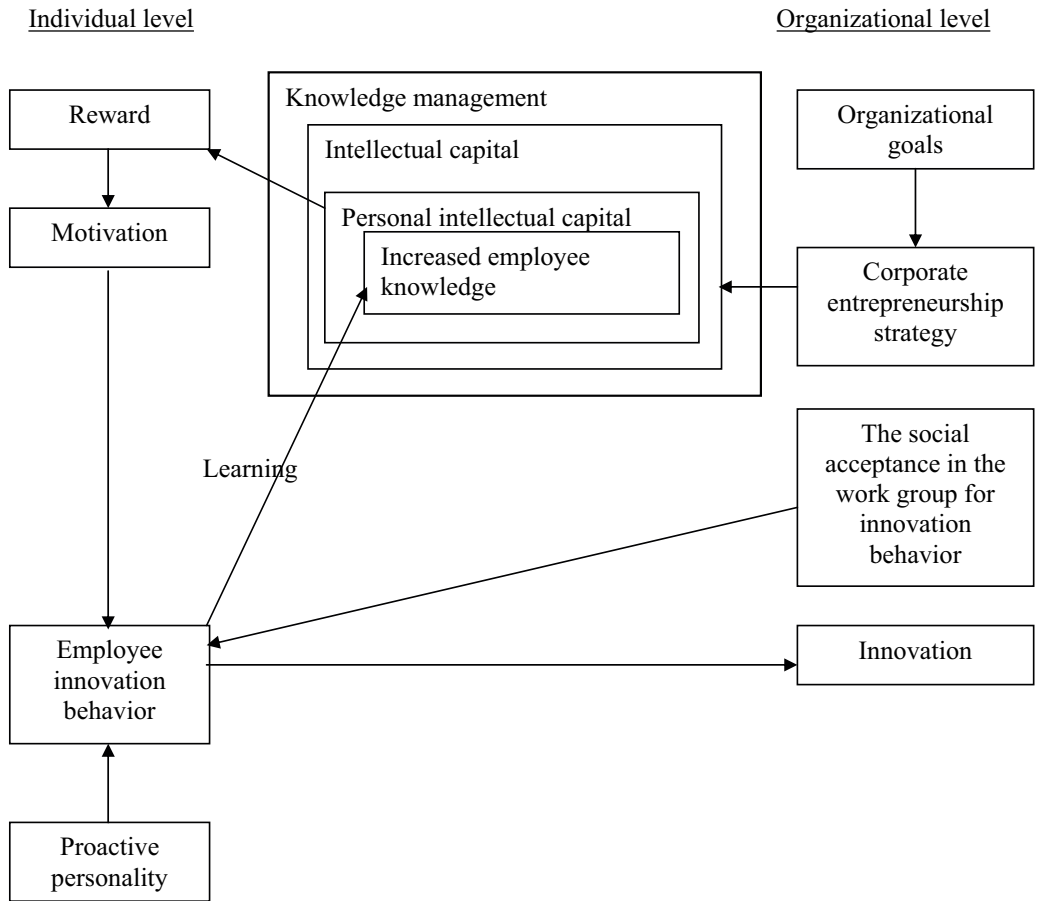 Individual level
Organizational level
Reward
Knowledge management
Organizational
goals
Intellectual capital
Motivation
Personal intellectual capital
Increased employee
knowledge
Corporate
entrepreneurship
strategy
The social
acceptance in the
work group for
innovation
behavior
Learning
Employee
innovation
behavior
Innovation
Proactive
personality